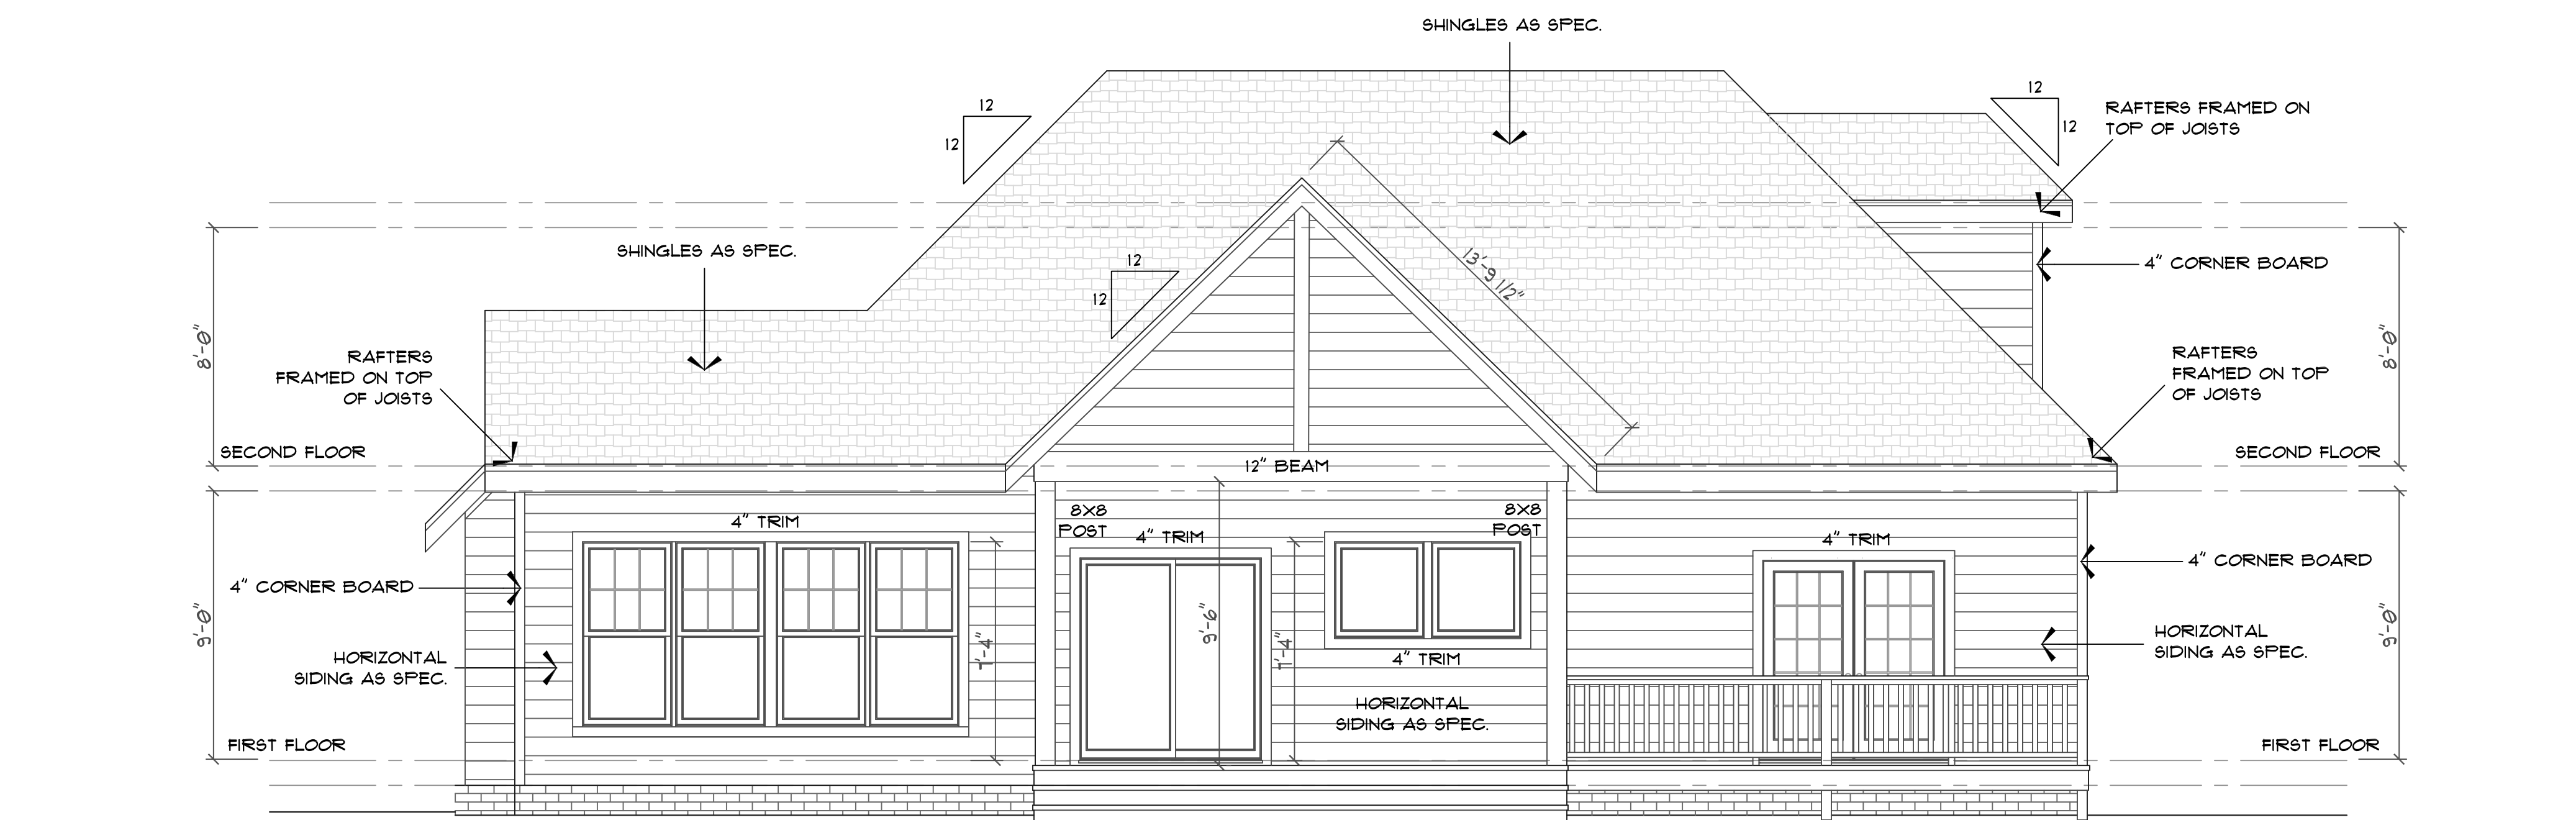 SHINGLES AS SPEC.
12
12
12
12
RAFTERS FRAMED ON
TOP OF JOISTS
SHINGLES AS SPEC.
12
12
13'-9 1/2"
4" CORNER BOARD
8'-0"
8'-0"
RAFTERS
FRAMED ON TOP
OF JOISTS
RAFTERS
FRAMED ON TOP
OF JOISTS
SECOND FLOOR
12" BEAM
SECOND FLOOR
4" TRIM
8X8
POST
4" TRIM
8X8
POST
4" TRIM
4" CORNER BOARD
4" CORNER BOARD
9'-0"
7'-4"
9'-6"
7'-4"
9'-0"
HORIZONTAL
SIDING AS SPEC.
4" TRIM
HORIZONTAL
SIDING AS SPEC.
HORIZONTAL
SIDING AS SPEC.
FIRST FLOOR
FIRST FLOOR